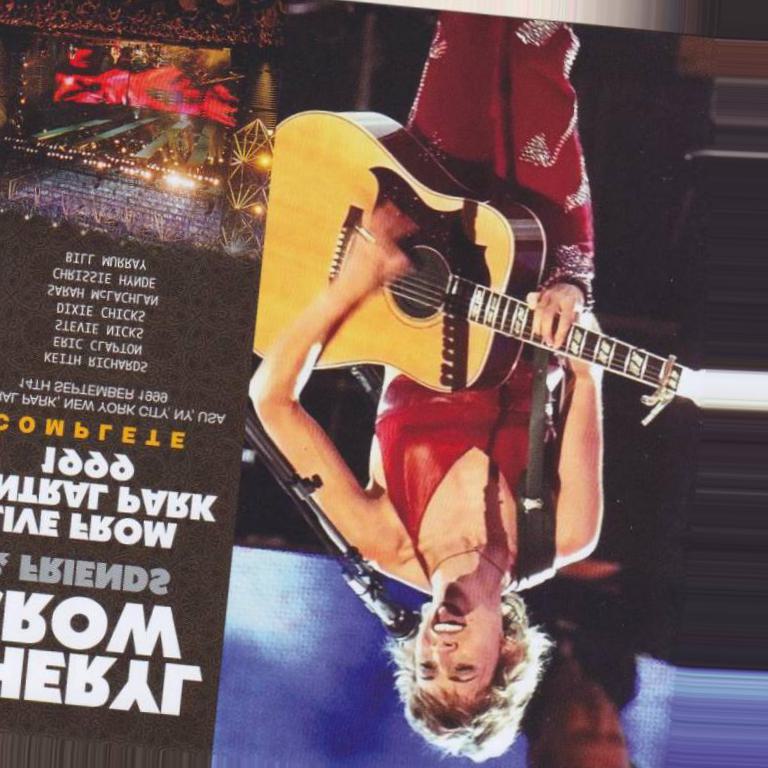 HERYL
ROW
& FRIENDS
LIVE FROM
NTRAL PARK
1999
COMPLETE
AL PARK, NEW YORK CITY, NY, USA
14TH SEPTEMBER 1999
KEITH RICHARDS
ERIC CLAPTON
STEVIE NICKS
DIXIE CHICKS
SARAH McLACHLAN
CHRISSIE HYNDE
BILL MURRAY